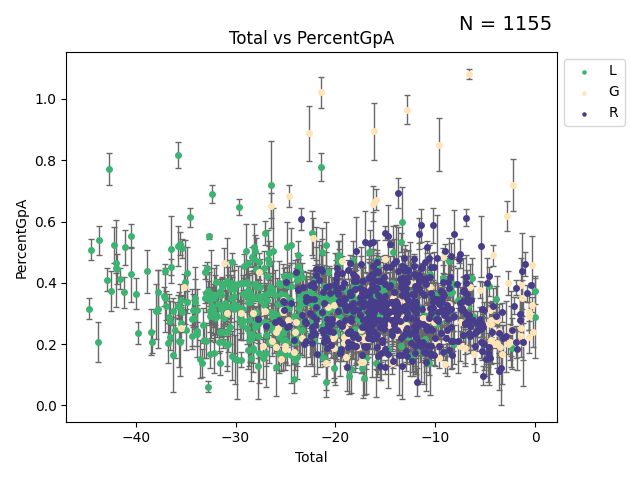 N = 1155
Total vs PercentGpA
L
G
R
PercentGpA
1.0
0.8
0.6
0.4
0.2
0.0
−40
−30
−20
−10
0
Total